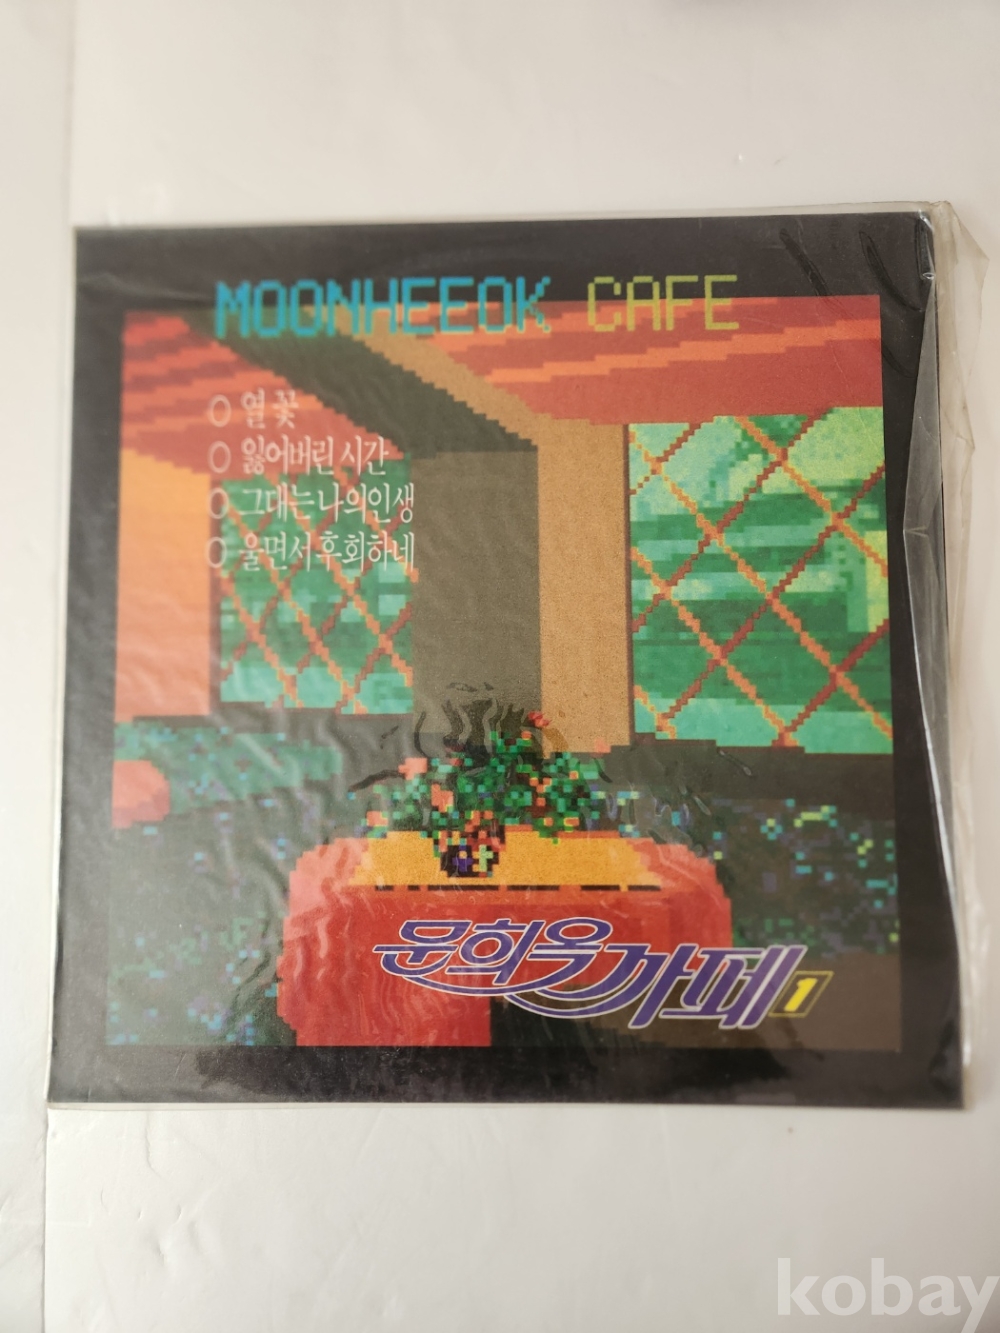 MOONHEEOK CAFE
○ 열꽃
○ 잃어버린 시간
○ 그대는 나의인생
○ 울면서 후회하네
문희옥까페1
kobay